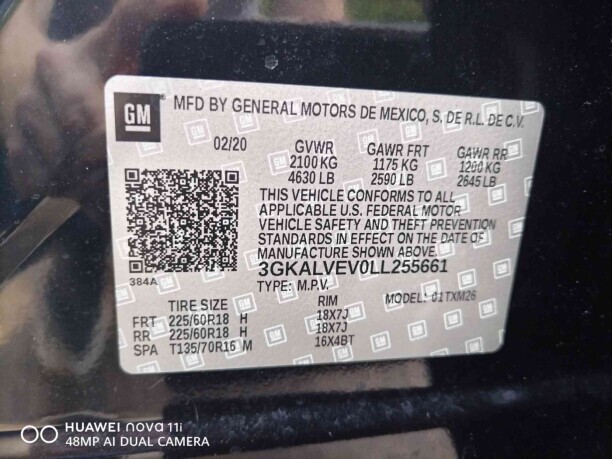 GM
MFD BY GENERAL MOTORS DE MEXICO, S. DE R.L. DE C.V.
02/20 GVWR GAWR FRT GAWR RR
2100 KG 1175 KG 1200 KG
4630 LB 2590 LB 2645 LB
THIS VEHICLE CONFORMS TO ALL
APPLICABLE U.S. FEDERAL MOTOR
VEHICLE SAFETY AND THEFT PREVENTION
STANDARDS IN EFFECT ON THE DATE OF
MANUFACTURE SHOWN ABOVE.
3GKALVEV0LL255661
384A
TYPE: M.P.V. MODEL: 01TXM26
TIRE SIZE RIM
FRT 225/60R18 H 18X7J
RR 225/60R18 H 18X7J
SPA T135/70R16 M 16X4BT
HUAWEI nova 11i
48MP AI DUAL CAMERA